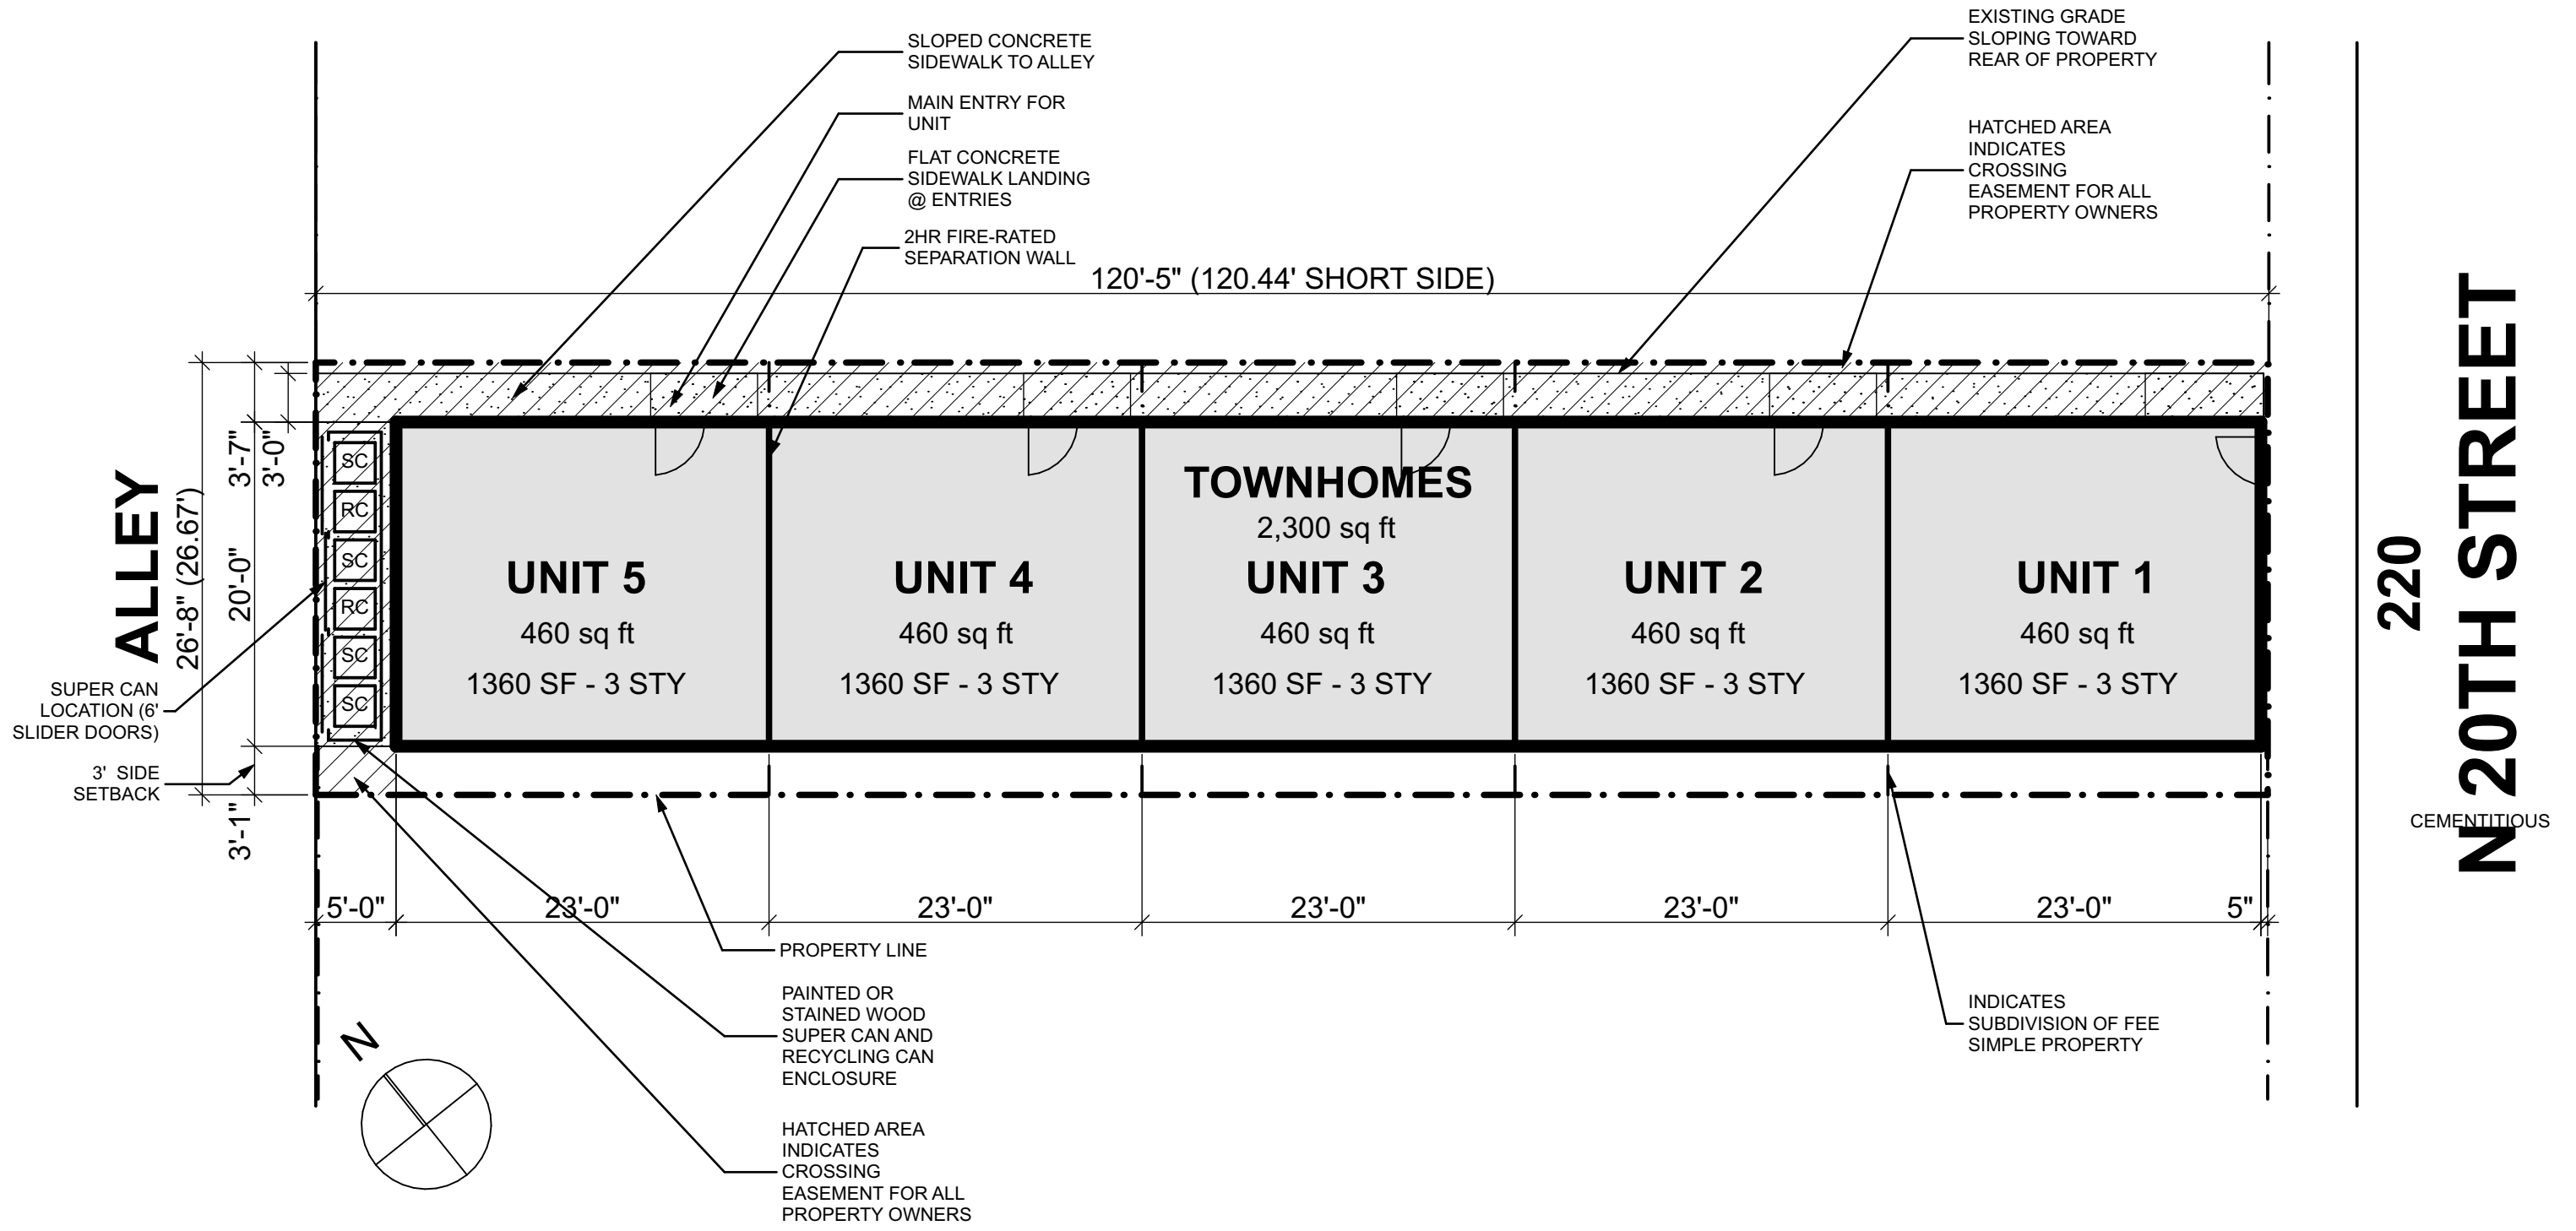 SLOPED CONCRETE
SIDEWALK TO ALLEY
MAIN ENTRY FOR
UNIT
FLAT CONCRETE
SIDEWALK LANDING
@ ENTRIES
2HR FIRE-RATED
SEPARATION WALL
EXISTING GRADE
SLOPING TOWARD
REAR OF PROPERTY
HATCHED AREA
INDICATES
CROSSING
EASEMENT FOR ALL
PROPERTY OWNERS
120'-5" (120.44' SHORT SIDE)
ALLEY
26'-8" (26.67')
3'-7"
3'-0"
20'-0"
3'-1"
SC
RC
SC
RC
SC
SC
SUPER CAN
LOCATION (6'
SLIDER DOORS)
3' SIDE
SETBACK
UNIT 5
460 sq ft
1360 SF - 3 STY
UNIT 4
460 sq ft
1360 SF - 3 STY
TOWNHOMES
2,300 sq ft
UNIT 3
460 sq ft
1360 SF - 3 STY
UNIT 2
460 sq ft
1360 SF - 3 STY
UNIT 1
460 sq ft
1360 SF - 3 STY
220
N 20TH STREET
CEMENTITIOUS
5'-0"
23'-0"
23'-0"
23'-0"
23'-0"
23'-0"
5"
PROPERTY LINE
PAINTED OR
STAINED WOOD
SUPER CAN AND
RECYCLING CAN
ENCLOSURE
HATCHED AREA
INDICATES
CROSSING
EASEMENT FOR ALL
PROPERTY OWNERS
INDICATES
SUBDIVISION OF FEE
SIMPLE PROPERTY
N